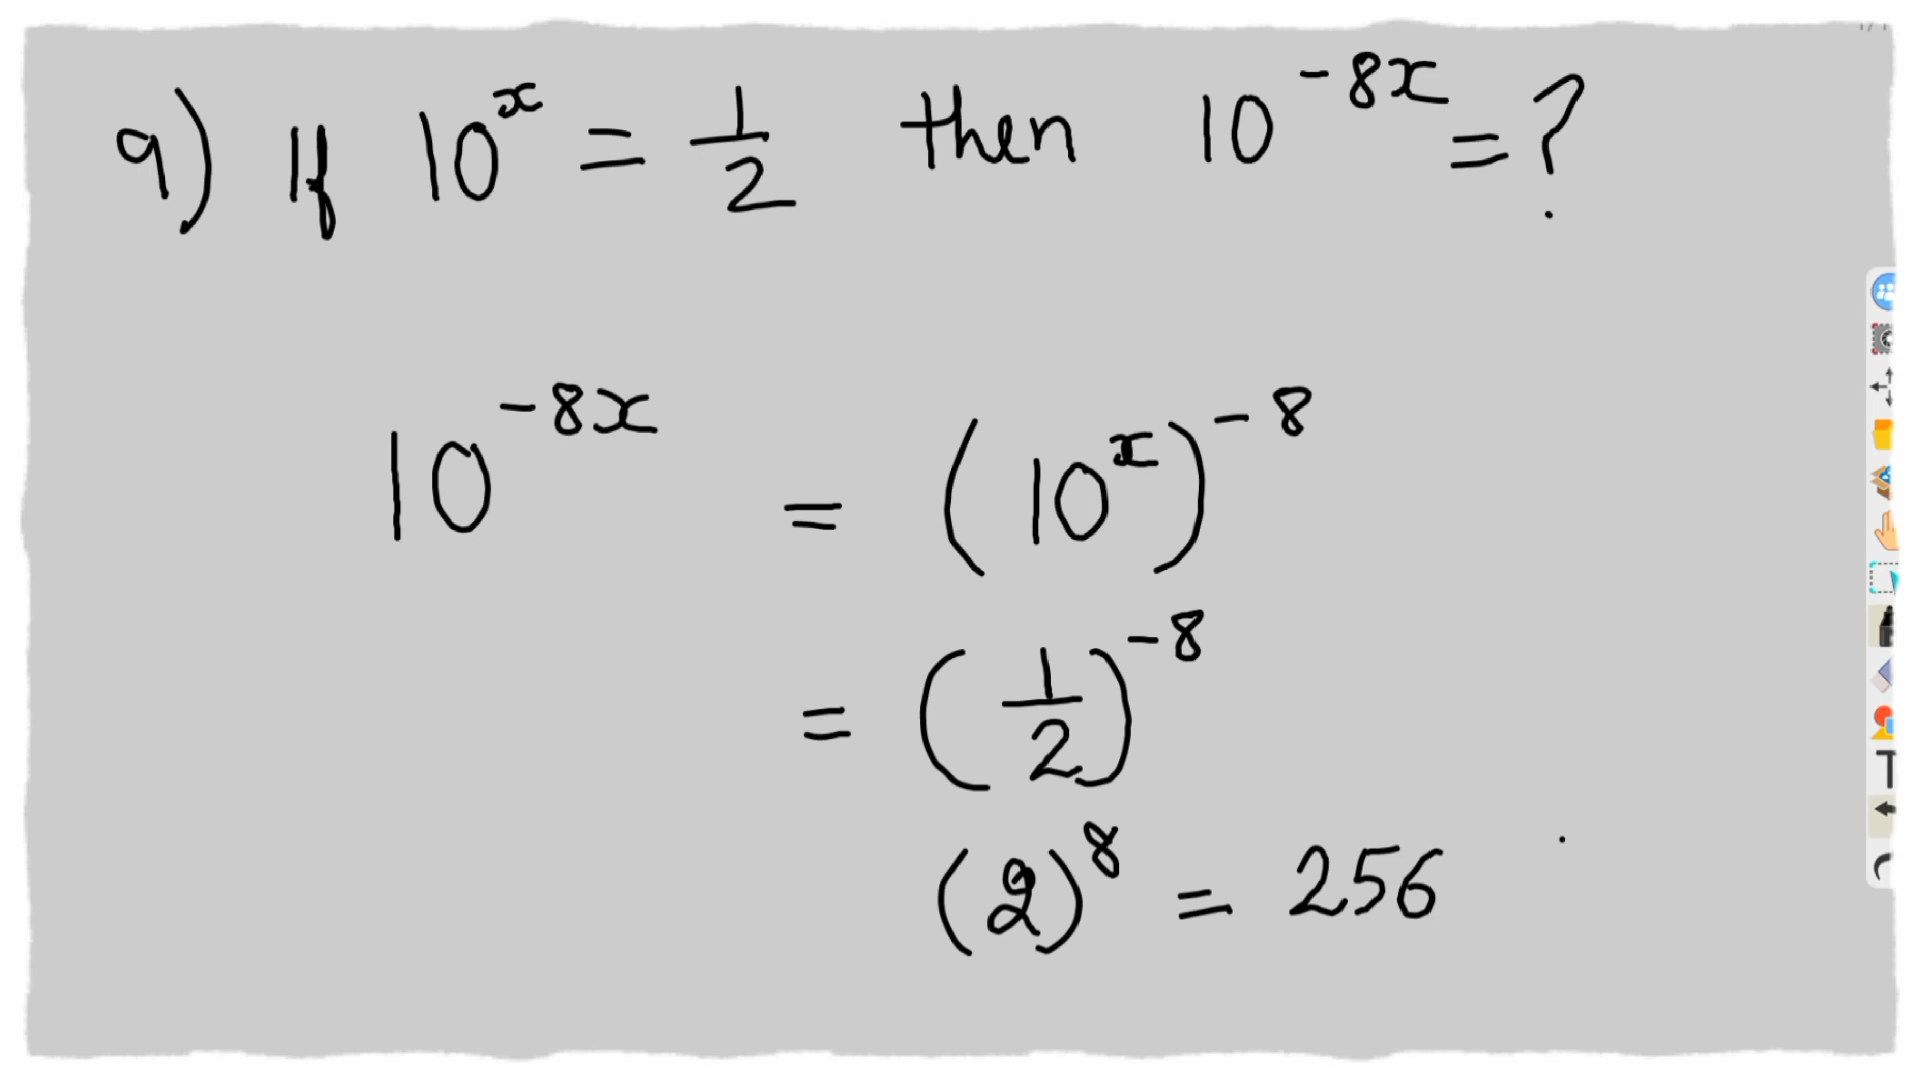 9) If 10^x = 1/2 then 10^-8x = ?
10^-8x = (10^x)^-8
= (1/2)^-8
(2)^8 = 256
T